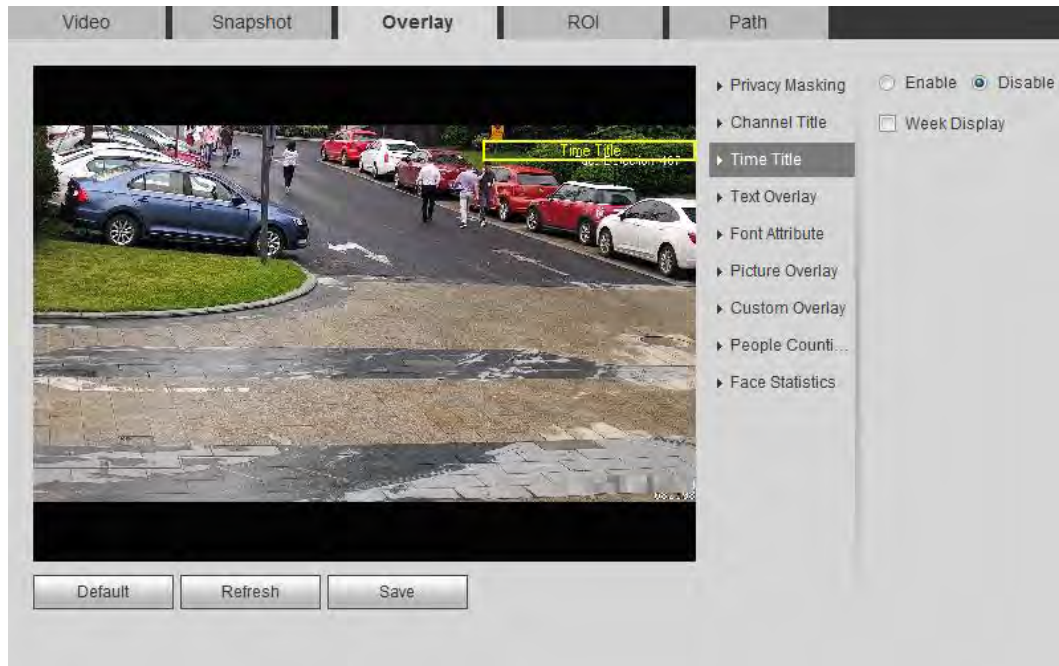 Video Snapshot Overlay ROI Path
Privacy Masking
Channel Title
Time Title
Text Overlay
Font Attribute
Picture Overlay
Custom Overlay
People Counti...
Face Statistics
Enable Disable
Week Display
Time Title
Default Refresh Save